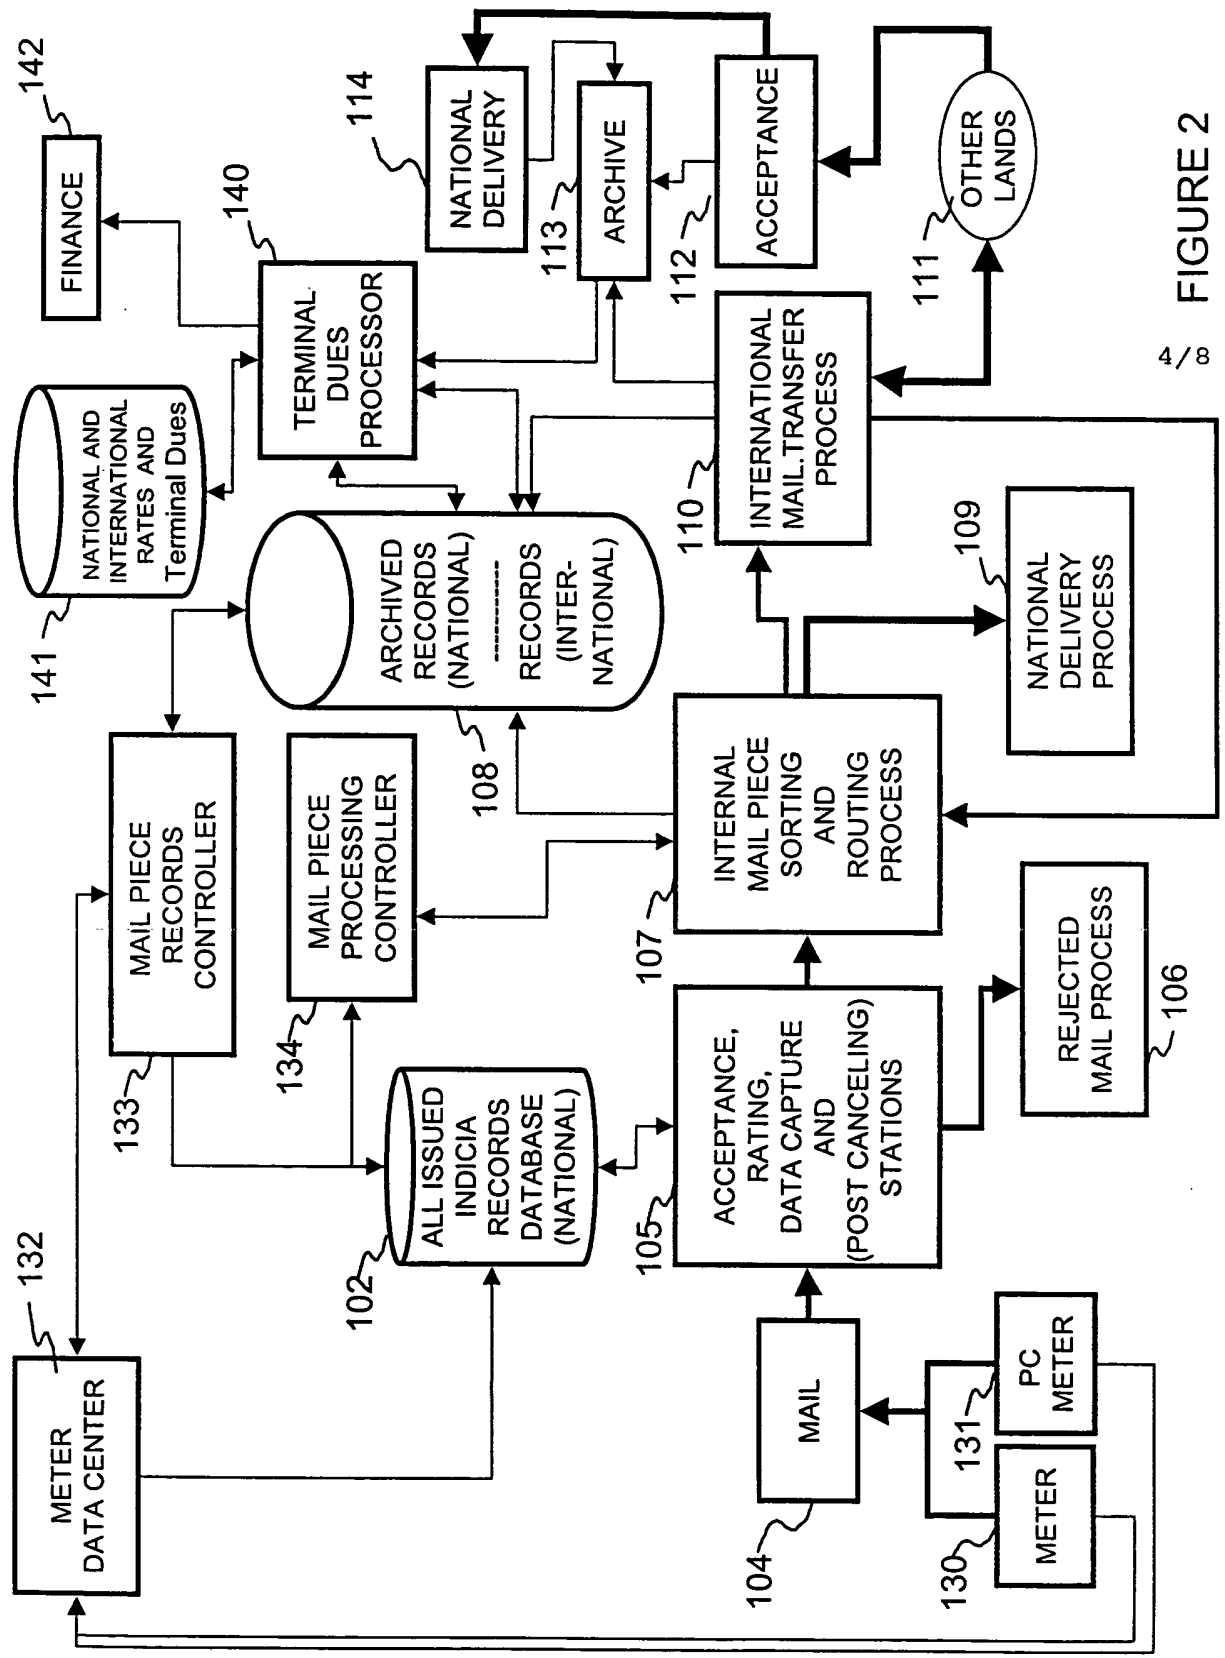 132
METER
DATA CENTER
133
MAIL PIECE
RECORDS
CONTROLLER
141
NATIONAL AND
INTERNATIONAL
RATES AND
Terminal Dues
FINANCE
142
134
MAIL PIECE
PROCESSING
CONTROLLER
TERMINAL
DUES
PROCESSOR
140
102
ALL ISSUED
INDICIA
RECORDS
DATABASE
(NATIONAL)
108
ARCHIVED
RECORDS
(NATIONAL)
----------
RECORDS
(INTER-
NATIONAL)
NATIONAL
DELIVERY
114
ARCHIVE
113
104
MAIL
105
ACCEPTANCE,
RATING,
DATA CAPTURE
AND
(POST CANCELING)
STATIONS
107
INTERNAL
MAIL PIECE
SORTING
AND
ROUTING
PROCESS
110
INTERNATIONAL
MAIL.TRANSFER
PROCESS
112
ACCEPTANCE
130
METER
131
PC
METER
REJECTED
MAIL PROCESS
106
NATIONAL
DELIVERY
PROCESS
109
111
OTHER
LANDS
4/8
FIGURE 2